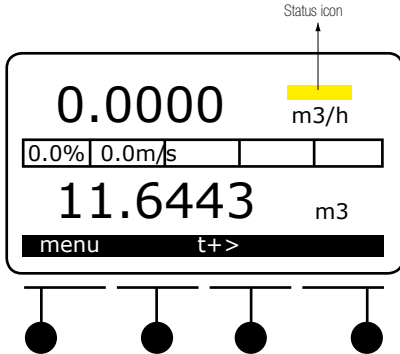 Status icon
0.0000 m3/h
0.0% 0.0m/s
11.6443 m3
menu t+>